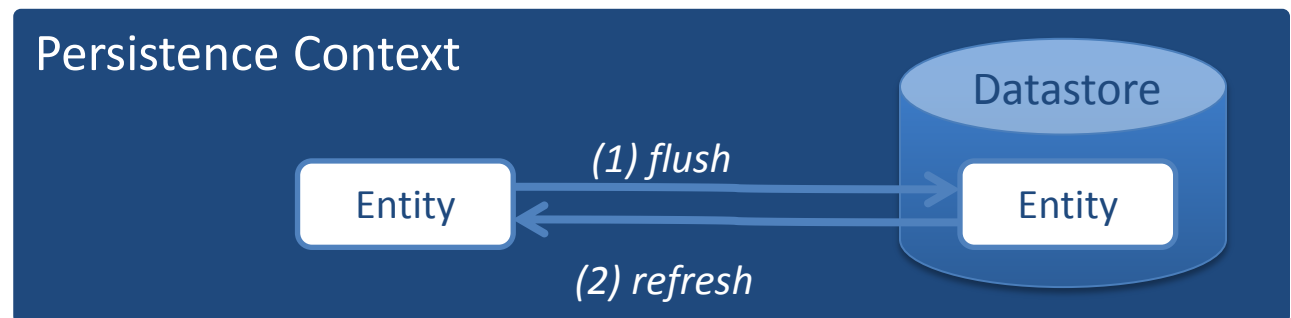 Persistence Context
Datastore
(1) flush
Entity
Entity
(2) refresh